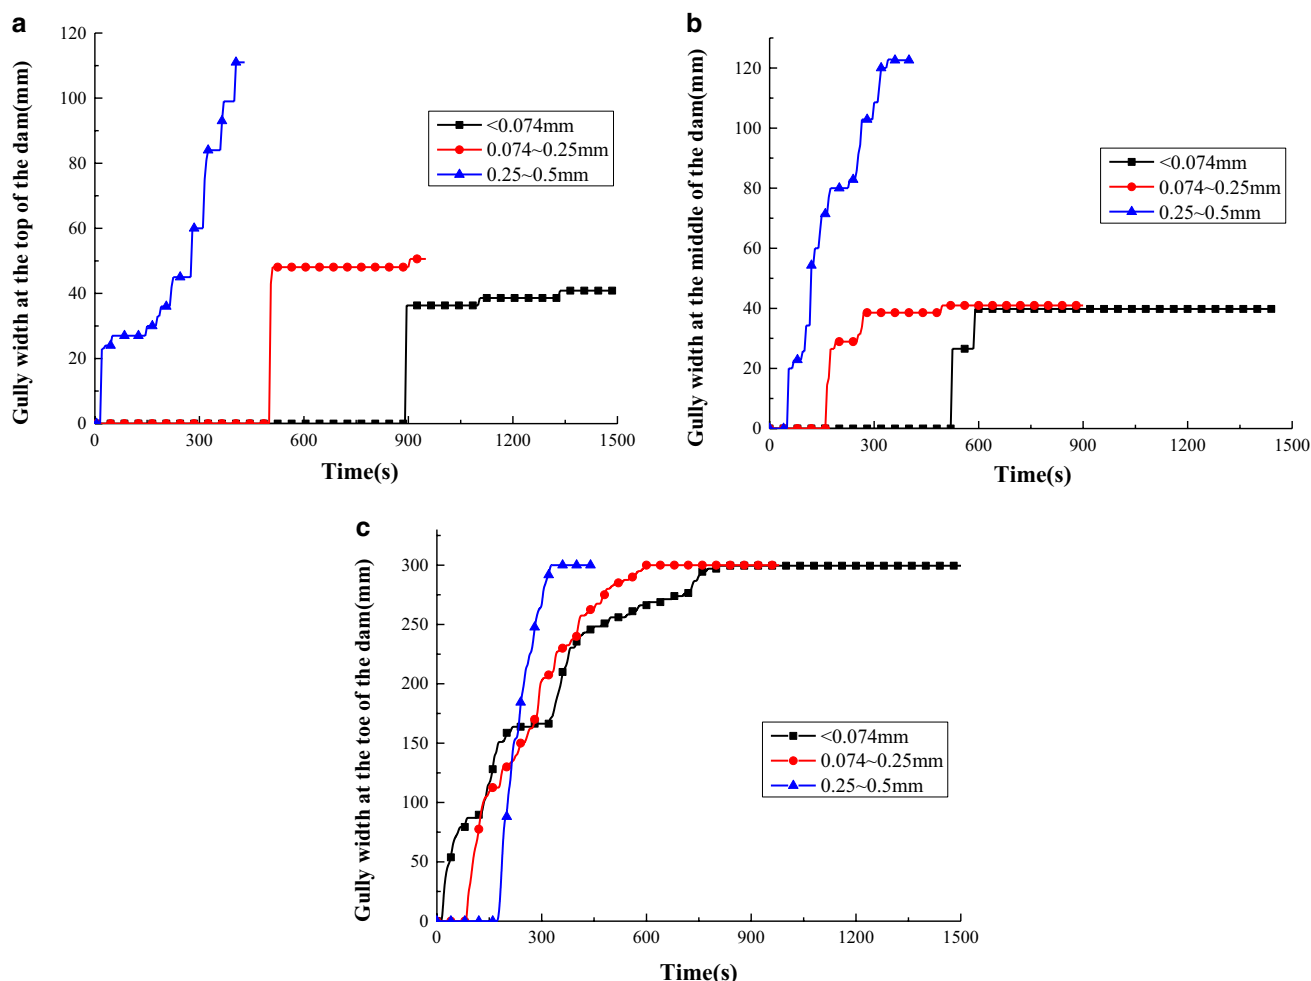 a
Gully width at the top of the dam(mm)
120
100
80
60
40
20
0
0 300 600 900 1200 1500
Time(s)
<0.074mm
0.074~0.25mm
0.25~0.5mm
b
Gully width at the middle of the dam(mm)
120
100
80
60
40
20
0
0 300 600 900 1200 1500
Time(s)
<0.074mm
0.074~0.25mm
0.25~0.5mm
c
Gully width at the toe of the dam(mm)
300
250
200
150
100
50
0
0 300 600 900 1200 1500
Time(s)
<0.074mm
0.074~0.25mm
0.25~0.5mm